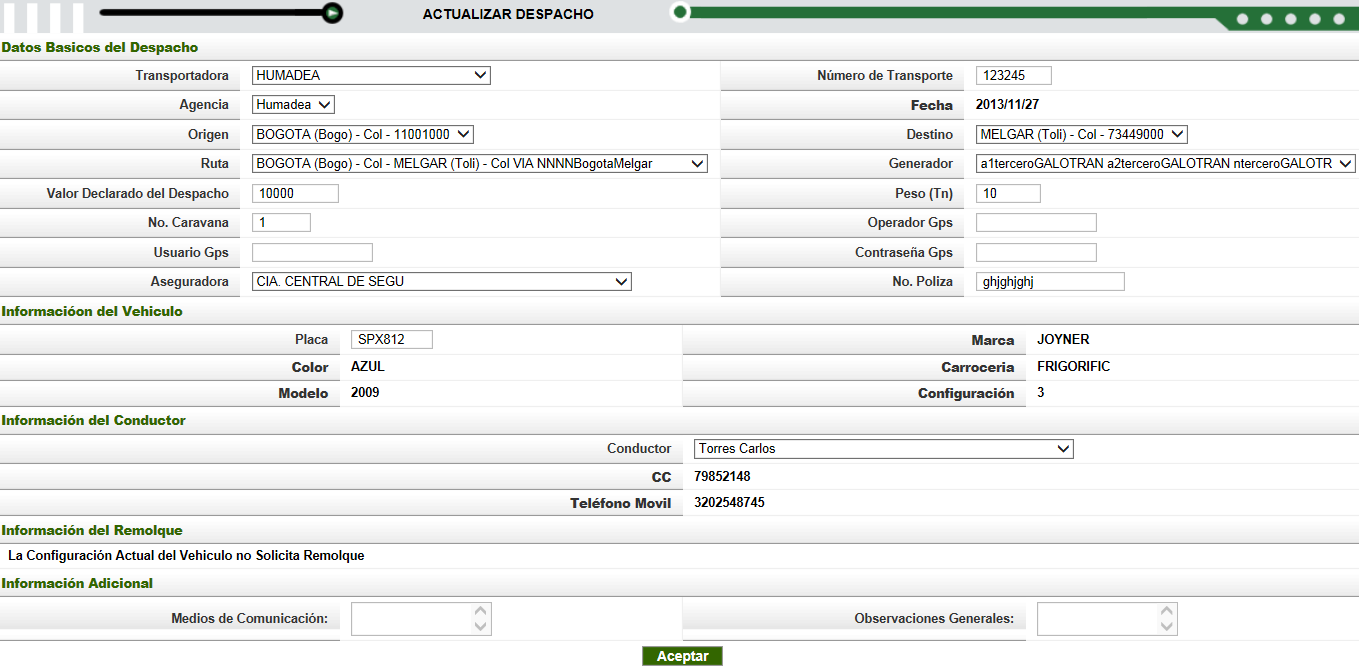 ACTUALIZAR DESPACHO
Datos Basicos del Despacho
Transportadora HUMADEA Número de Transporte 123245
Agencia Humadea Fecha 2013/11/27
Origen BOGOTA (Bogo) - Col - 11001000 Destino MELGAR (Toli) - Col - 73449000
Ruta BOGOTA (Bogo) - Col - MELGAR (Toli) - Col VIA NNNNBogotaMelgar Generador a1terceroGALOTRAN a2terceroGALOTRAN nterceroGALOTR
Valor Declarado del Despacho 10000 Peso (Tn) 10
No. Caravana 1 Operador Gps
Usuario Gps Contraseña Gps
Aseguradora CIA. CENTRAL DE SEGU No. Poliza ghjghjghj
Informacióon del Vehiculo
Placa SPX812 Marca JOYNER
Color AZUL Carroceria FRIGORIFIC
Modelo 2009 Configuración 3
Información del Conductor
Conductor Torres Carlos
CC 79852148
Teléfono Movil 3202548745
Información del Remolque
La Configuración Actual del Vehiculo no Solicita Remolque
Información Adicional
Medios de Comunicación: Observaciones Generales:
Aceptar